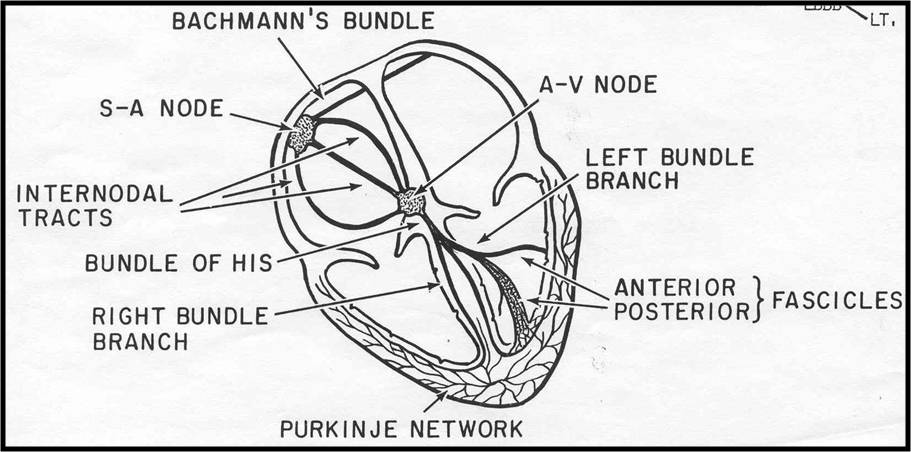 BACHMANN'S BUNDLE
LT.
S-A NODE
A-V NODE
LEFT BUNDLE
BRANCH
INTERNODAL
TRACTS
BUNDLE OF HIS
ANTERIOR
POSTERIOR
FASCICLES
RIGHT BUNDLE
BRANCH
PURKINJE NETWORK